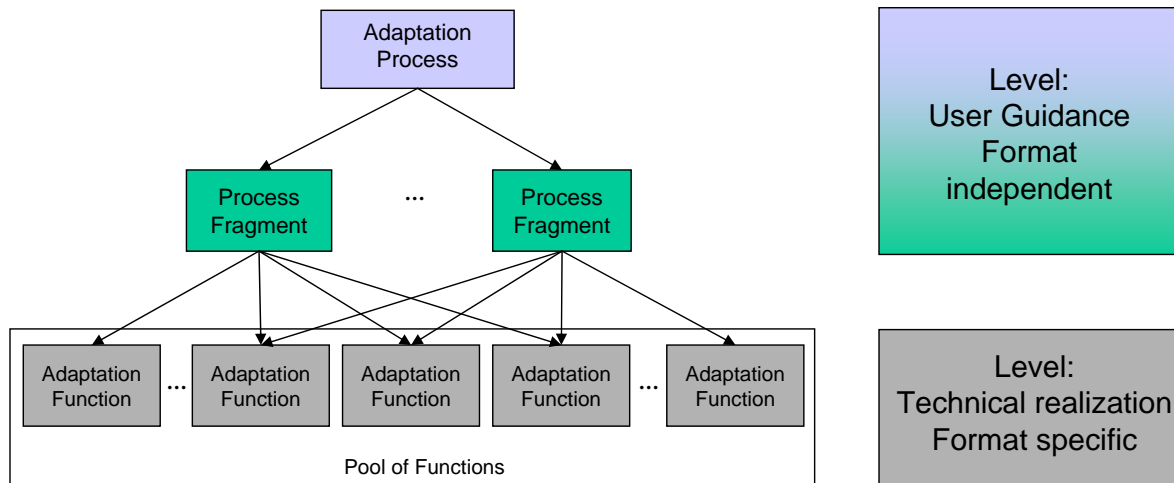 Adaptation
Process
Level:
User Guidance
Format
independent
Process
Fragment
...
Process
Fragment
Adaptation
Function
...
Adaptation
Function
Adaptation
Function
Adaptation
Function
...
Adaptation
Function
Pool of Functions
Level:
Technical realization
Format specific